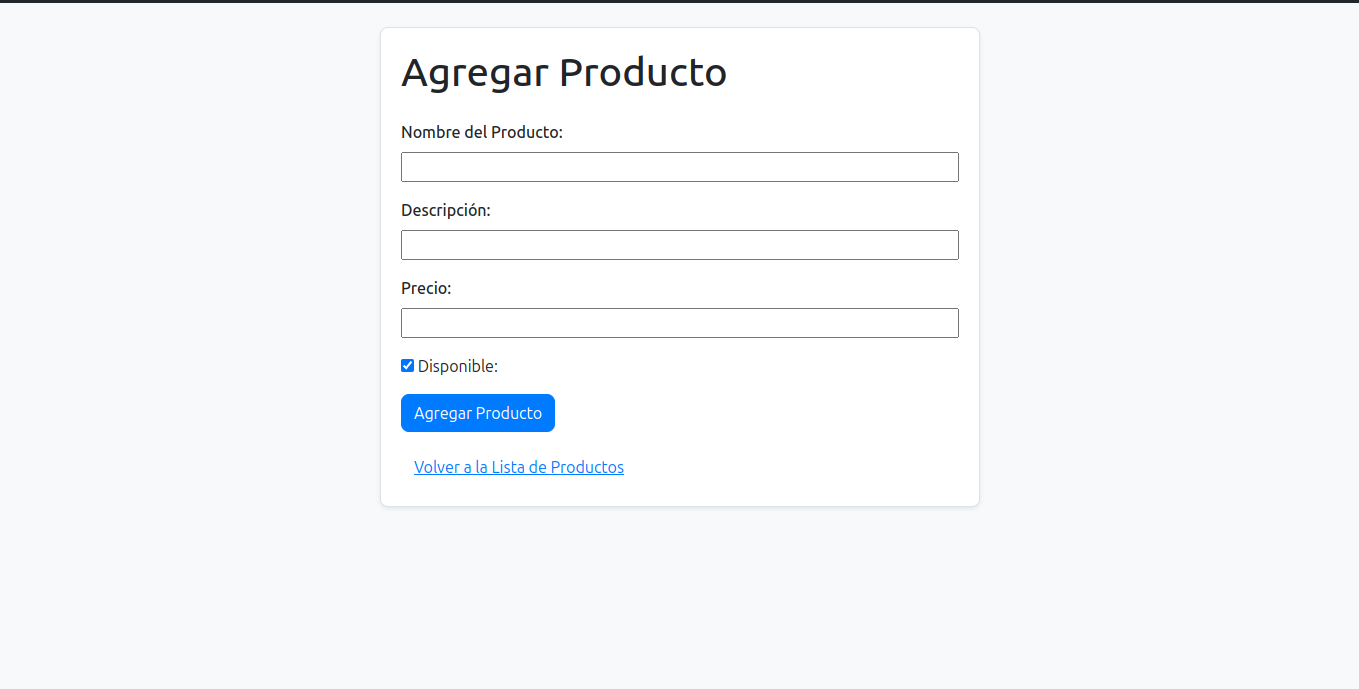 Agregar Producto
Nombre del Producto:
Descripción:
Precio:
Disponible:
Agregar Producto
Volver a la Lista de Productos